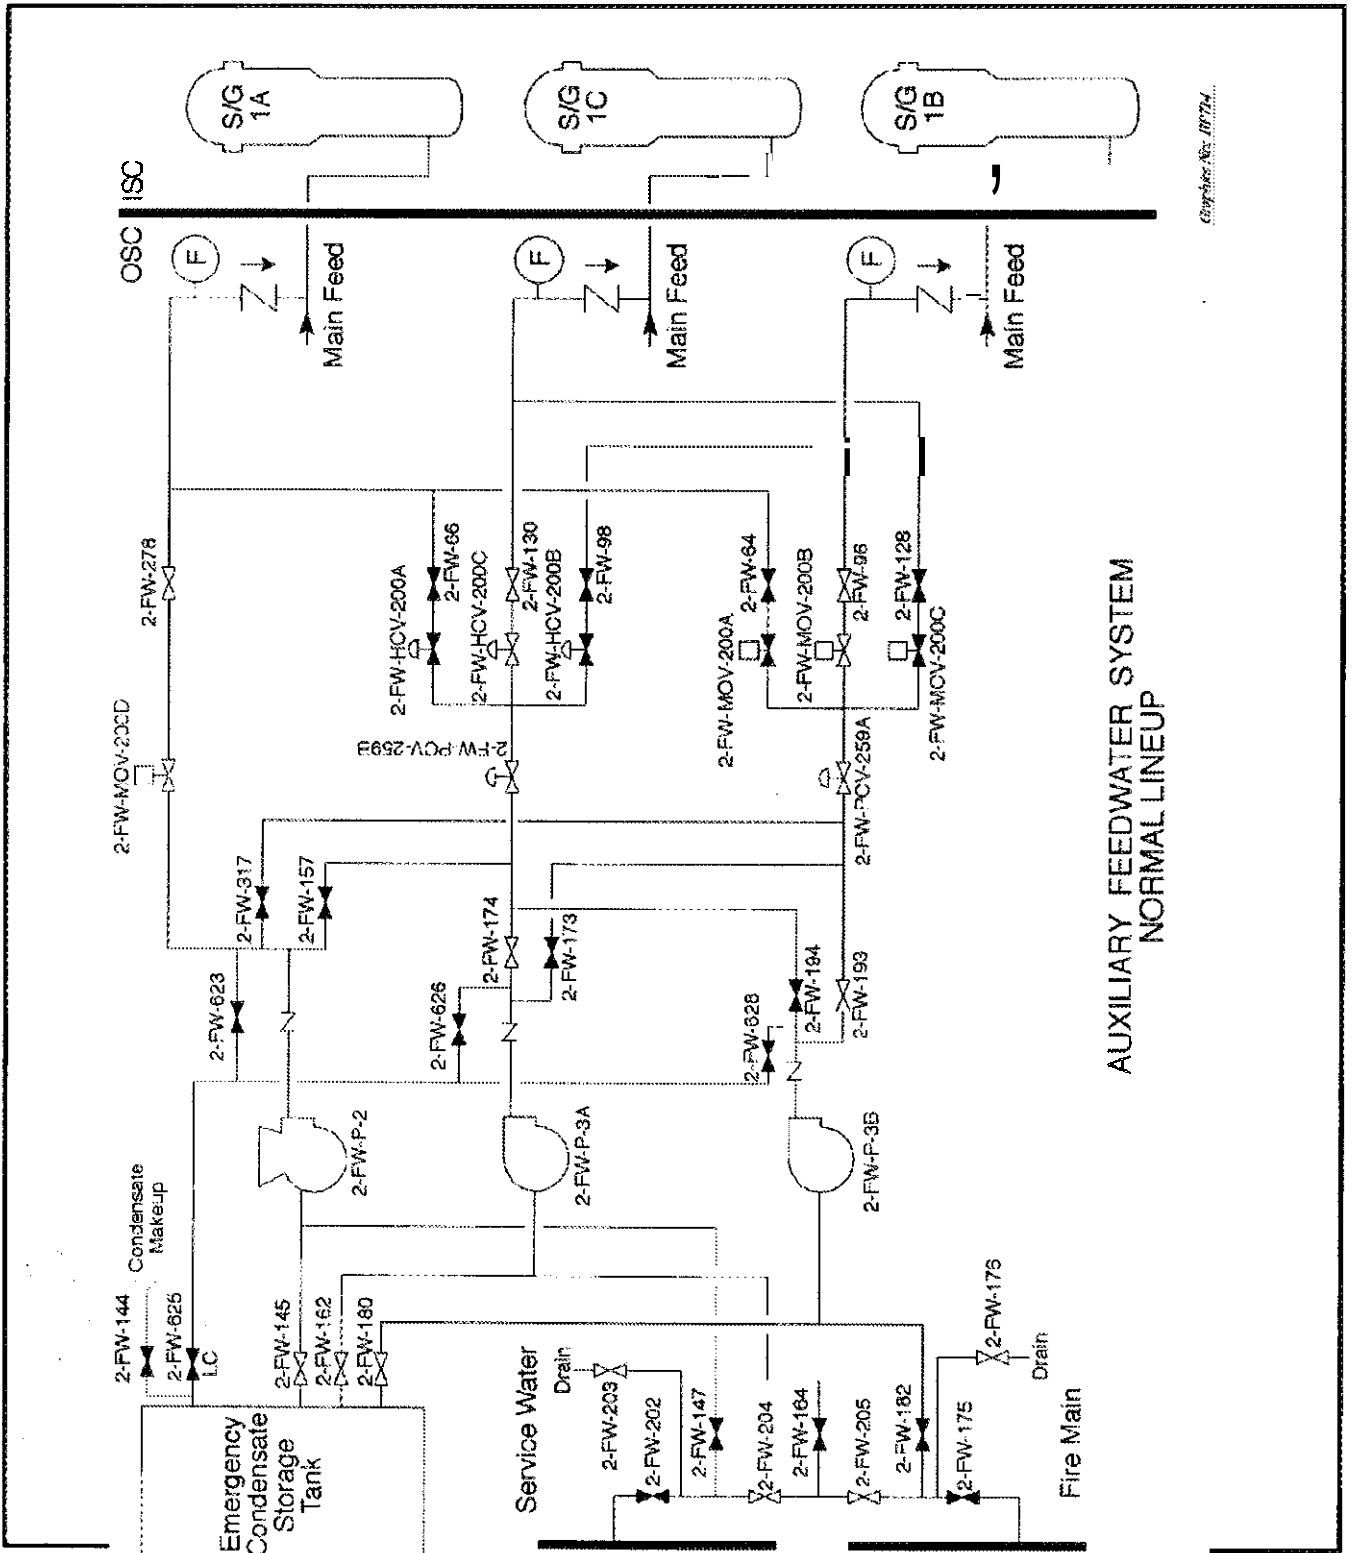 S/G
1A
S/G
1C
S/G
1B
ISC
OSC
F
F
F
Main Feed
Main Feed
Main Feed
2-FW-278
2-FW-MOV-200D
2-FW-HCV-200A
2-FW-66
2-FW-HCV-200C
2-FW-130
2-FW-HCV-200B
2-FW-98
2-FW-MOV-200A
2-FW-64
2-FW-MOV-200B
2-FW-96
2-FW-128
2-FW-MOV-200C
2-FW-PCV-259B
2-FW-PCV-259A
2-FW-317
2-FW-157
2-FW-174
2-FW-173
2-FW-194
2-FW-193
2-FW-623
2-FW-626
2-FW-628
2-FW-P-2
2-FW-P-3A
2-FW-P-3B
Condensate
Makeup
2-FW-144
2-FW-625
LC
2-FW-145
2-FW-162
2-FW-180
Emergency
Condensate
Storage
Tank
Service Water
Drain
2-FW-203
2-FW-202
2-FW-147
2-FW-204
2-FW-164
2-FW-205
2-FW-182
2-FW-175
2-FW-176
Drain
Fire Main
AUXILIARY FEEDWATER SYSTEM
NORMAL LINEUP
Graphics No: